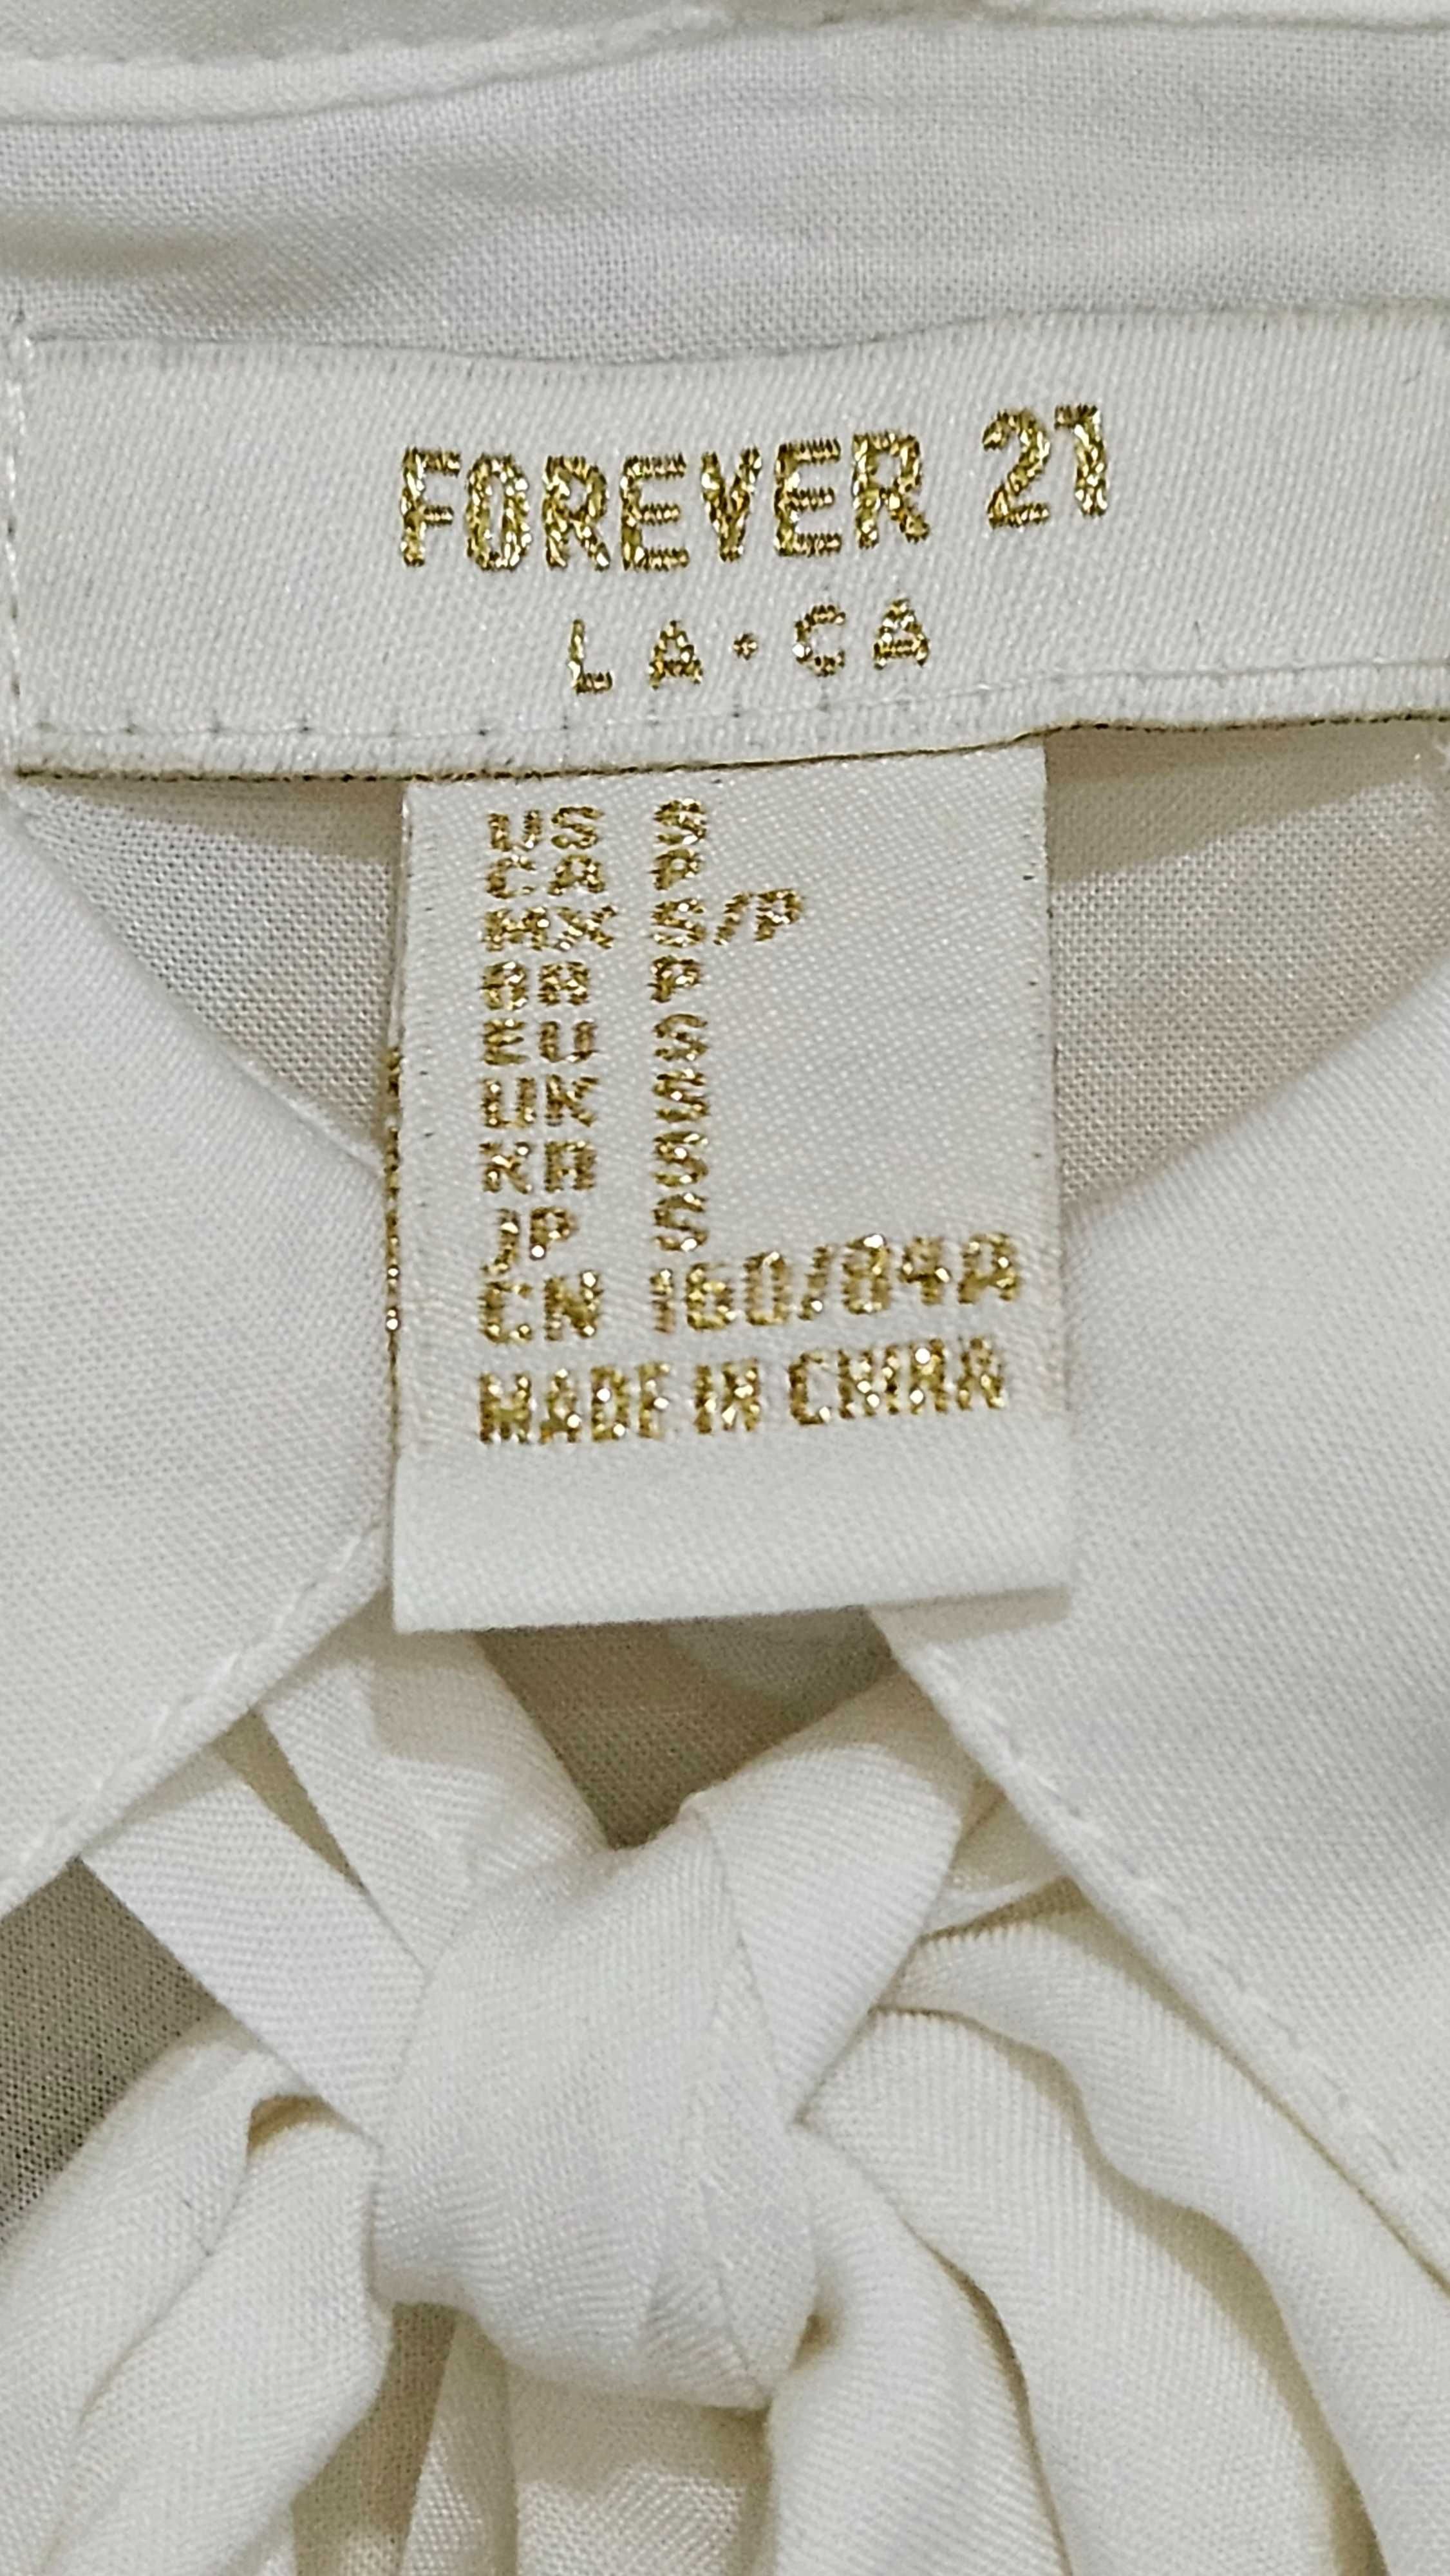 FOREVER 21
LA·CA
US S
CA P
MX S/P
BR P
EU S
UK S
KR S
JP S
CN 160/84A
MADE IN CHINA